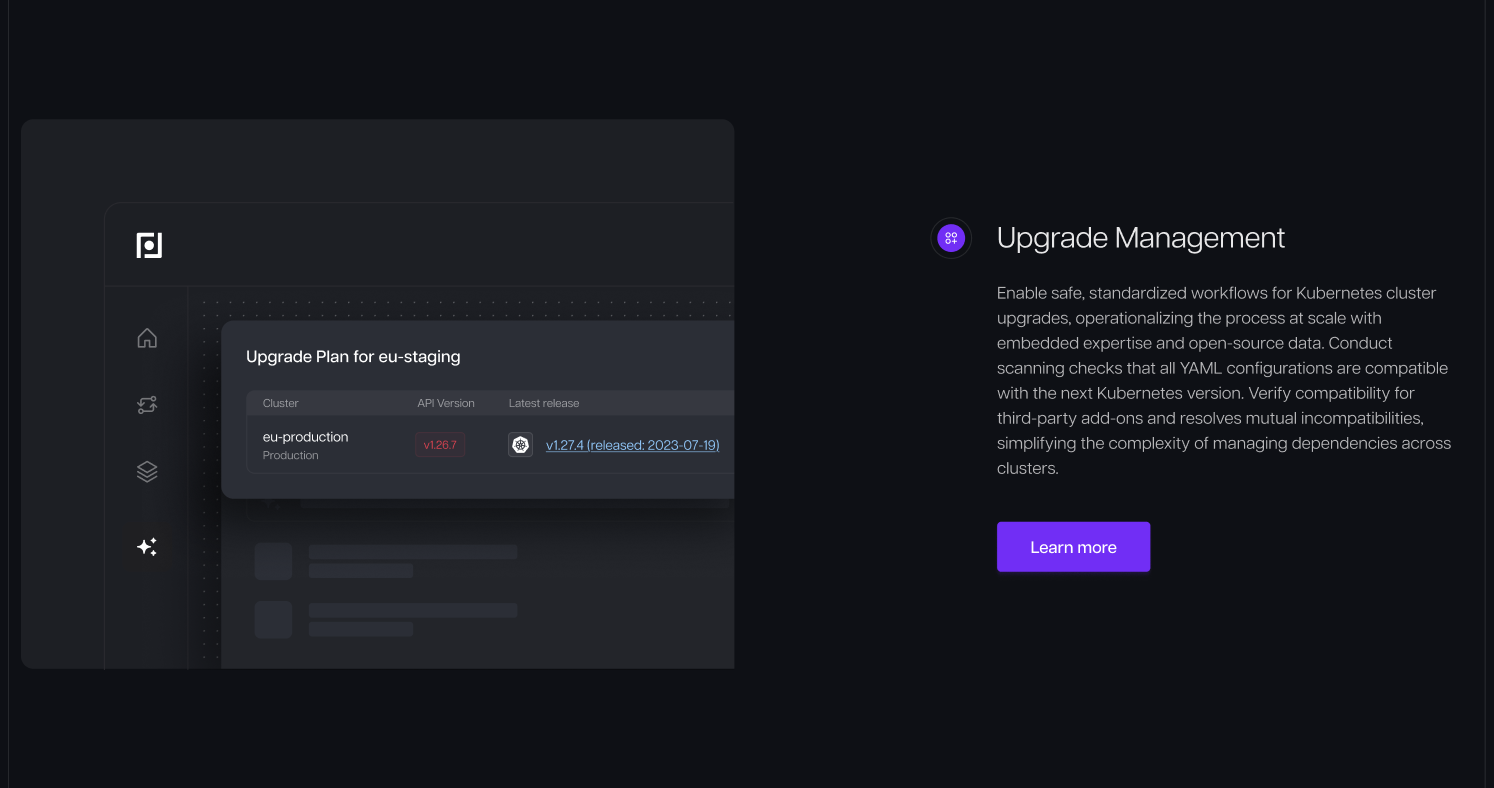 Upgrade Plan for eu-staging
Cluster API Version Latest release
eu-production
Production
v1.26.7
v1.27.4 (released: 2023-07-19)
Upgrade Management
Enable safe, standardized workflows for Kubernetes cluster
upgrades, operationalizing the process at scale with
embedded expertise and open-source data. Conduct
scanning checks that all YAML configurations are compatible
with the next Kubernetes version. Verify compatibility for
third-party add-ons and resolves mutual incompatibilities,
simplifying the complexity of managing dependencies across
clusters.
Learn more